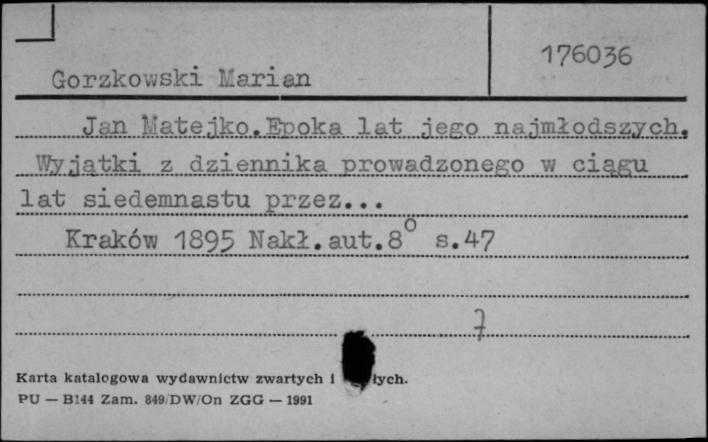 176036
Gorzkowski Marian
Jan Matejko.Epoka lat jego najmłodszych.
Wyjątki z dziennika prowadzonego w ciągu
lat siedemnastu przez...
Kraków 1895 Nakł.aut.8° s.47
7
Karta katalogowa wydawnictw zwartych i łych.
PU — B144 Zam. 849/DW/On ZGG — 1991